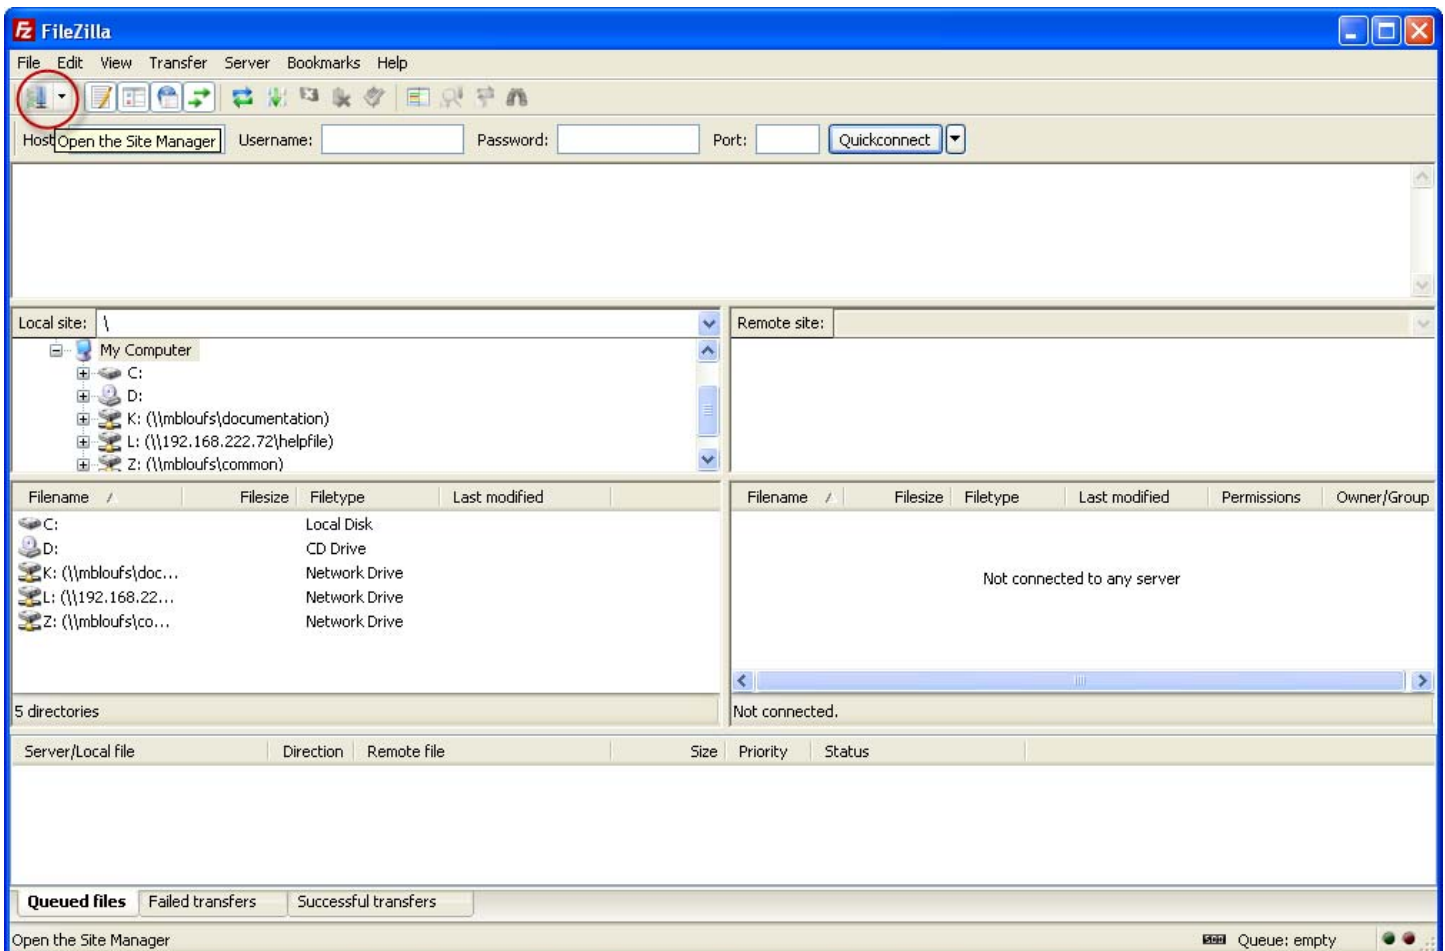 FileZilla
File Edit View Transfer Server Bookmarks Help
Host Open the Site Manager Username: Password: Port: Quickconnect
Local site: \
My Computer
C:
D:
K: (\\mbloufs\documentation)
L: (\\192.168.222.72\helpfile)
Z: (\\mbloufs\common)
Remote site:
Filename Filesize Filetype Last modified
C: Local Disk
D: CD Drive
K: (\\mbloufs\doc... Network Drive
L: (\\192.168.22... Network Drive
Z: (\\mbloufs\co... Network Drive
5 directories
Filename Filesize Filetype Last modified Permissions Owner/Group
Not connected to any server
Not connected.
Server/Local file Direction Remote file Size Priority Status
Queued files Failed transfers Successful transfers
Open the Site Manager Queue: empty